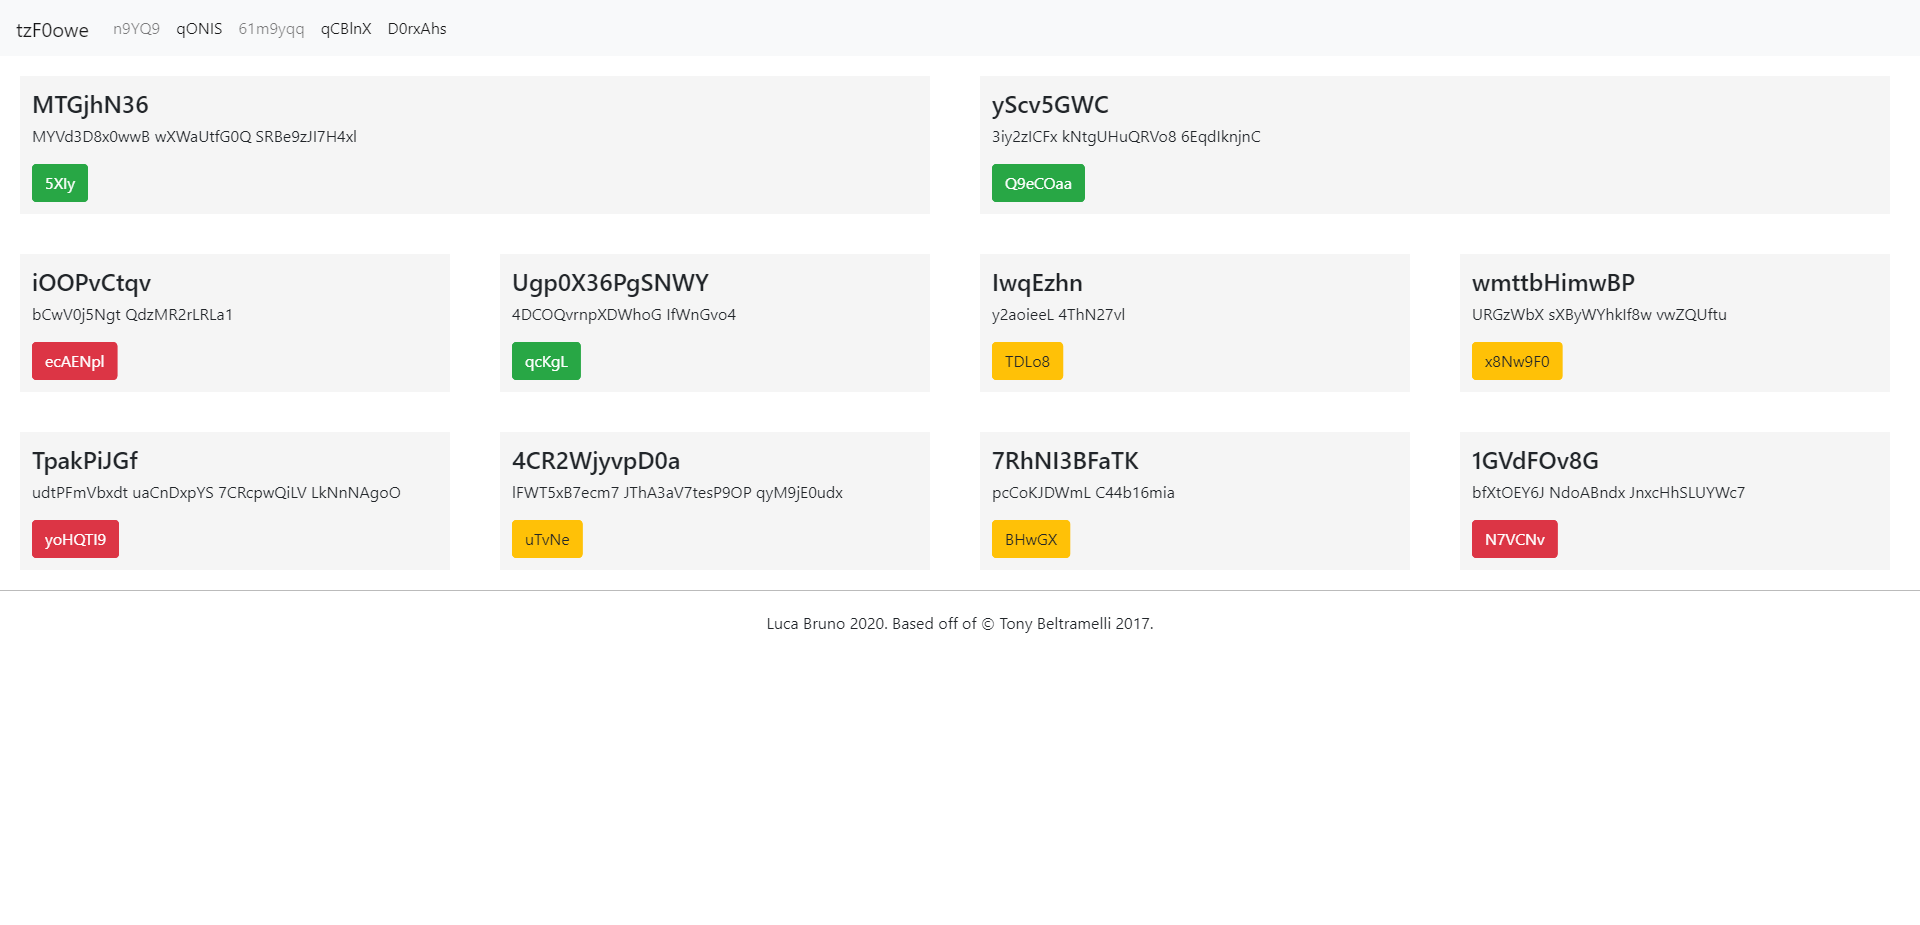 tzF0owe n9YQ9 qONIS 61m9yqq qCBlnX D0rxAhs
MTGjhN36
MYVd3D8x0wwB wXWaUtfG0Q SRBe9zJI7H4xl
5XIy
yScv5GWC
3iy2zICFx kNtgUHuQRVo8 6EqdIknjnC
Q9eCOaa
iOOPvCtqv
bCwV0j5Ngt QdzMR2rLRLa1
ecAENpl
Ugp0X36PgSNWY
4DCOQvrnpXDWhoG IfWnGvo4
qcKgL
IwqEzhn
y2aoieeL 4ThN27vl
TDLo8
wmttbHimwBP
URGzWbX sXByWYhkIf8w vwZQUftu
x8Nw9F0
TpakPiJGf
udtPFmVbxdt uaCnDxpYS 7CRcpwQiLV LkNnNAgoO
yoHQTI9
4CR2WjyvpD0a
lFWT5xB7ecm7 JThA3aV7tesP9OP qyM9jE0udx
uTvNe
7RhNI3BFaTK
pcCoKJDWmL C44b16mia
BHwGX
1GVdFOv8G
bfXtOEY6J NdoABndx JnxcHhSLUYWc7
N7VCNv
Luca Bruno 2020. Based off of © Tony Beltramelli 2017.